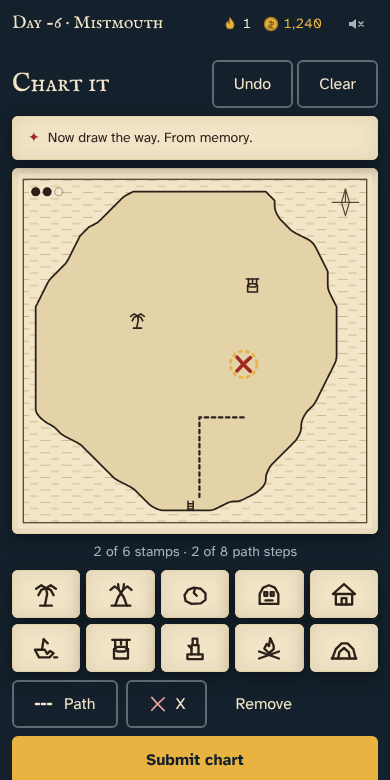 Day -6 · Mistmouth 1 1,240
Chart it Undo Clear
Now draw the way. From memory.
2 of 6 stamps · 2 of 8 path steps
Path X Remove
Submit chart